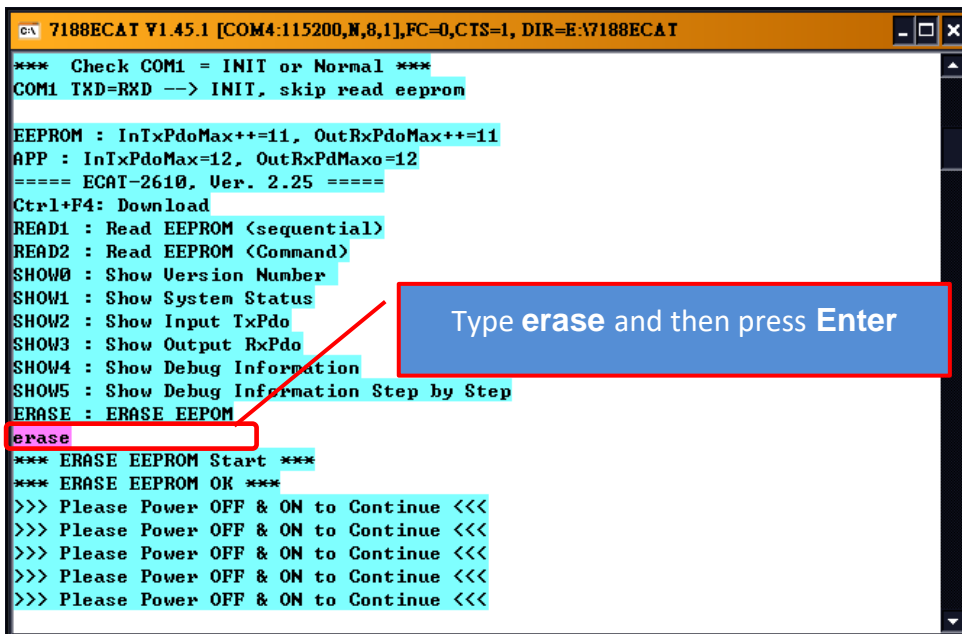 7188ECAT V1.45.1 [COM4:115200,N,8,1],FC=0,CTS=1, DIR=E:\7188ECAT
*** Check COM1 = INIT or Normal ***
COM1 TXD=RXD --> INIT, skip read eeprom
EEPROM : InTxPdoMax++=11, OutRxPdoMax++=11
APP : InTxPdoMax=12, OutRxPdMaxo=12
===== ECAT-2610, Ver. 2.25 =====
Ctrl+F4: Download
READ1 : Read EEPROM (sequential)
READ2 : Read EEPROM (Command)
SHOW0 : Show Version Number
SHOW1 : Show System Status
SHOW2 : Show Input TxPdo
SHOW3 : Show Output RxPdo
SHOW4 : Show Debug Information
SHOW5 : Show Debug Information Step by Step
ERASE : ERASE EEPOM
Type erase and then press Enter
erase
*** ERASE EEPROM Start ***
*** ERASE EEPROM OK ***
>>> Please Power OFF & ON to Continue <<<
>>> Please Power OFF & ON to Continue <<<
>>> Please Power OFF & ON to Continue <<<
>>> Please Power OFF & ON to Continue <<<
>>> Please Power OFF & ON to Continue <<<